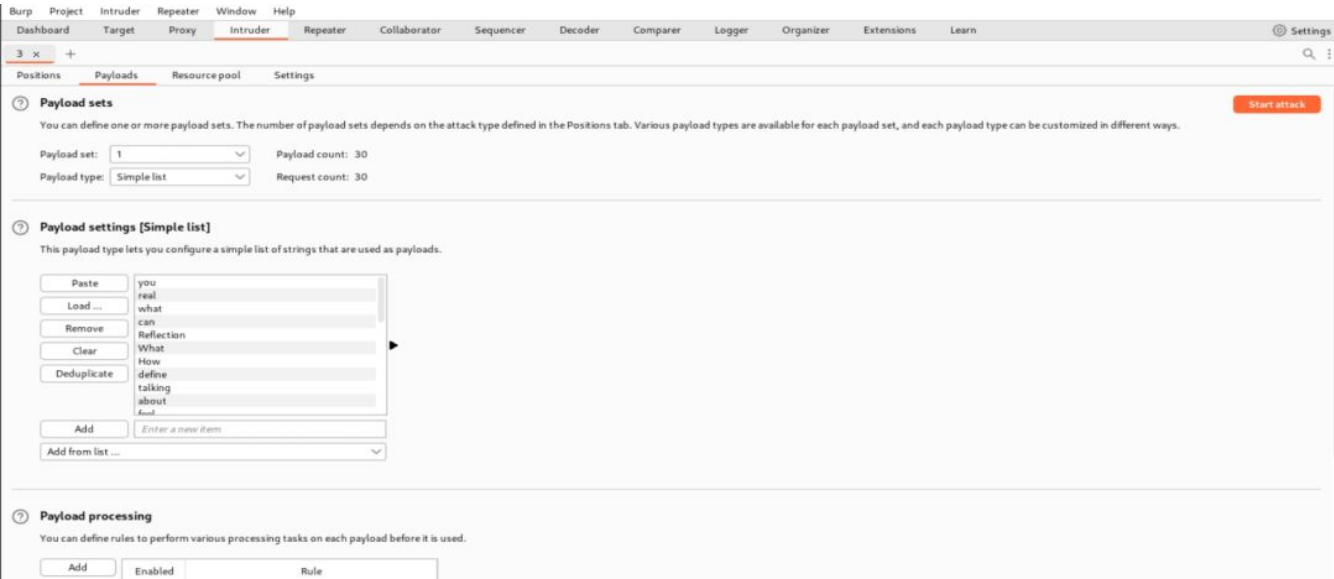 Burp Project Intruder Repeater Window Help
Dashboard Target Proxy Intruder Repeater Collaborator Sequencer Decoder Comparer Logger Organizer Extensions Learn Settings
3 × +
Positions Payloads Resource pool Settings
? Payload sets Start attack
You can define one or more payload sets. The number of payload sets depends on the attack type defined in the Positions tab. Various payload types are available for each payload set, and each payload type can be customized in different ways.
Payload set: 1 Payload count: 30
Payload type: Simple list Request count: 30
? Payload settings [Simple list]
This payload type lets you configure a simple list of strings that are used as payloads.
Paste you
real
Load ... what
can
Remove Reflection
Clear What
How
Deduplicate define
talking
about
feel
Add Enter a new item
Add from list ...
? Payload processing
You can define rules to perform various processing tasks on each payload before it is used.
Add Enabled Rule